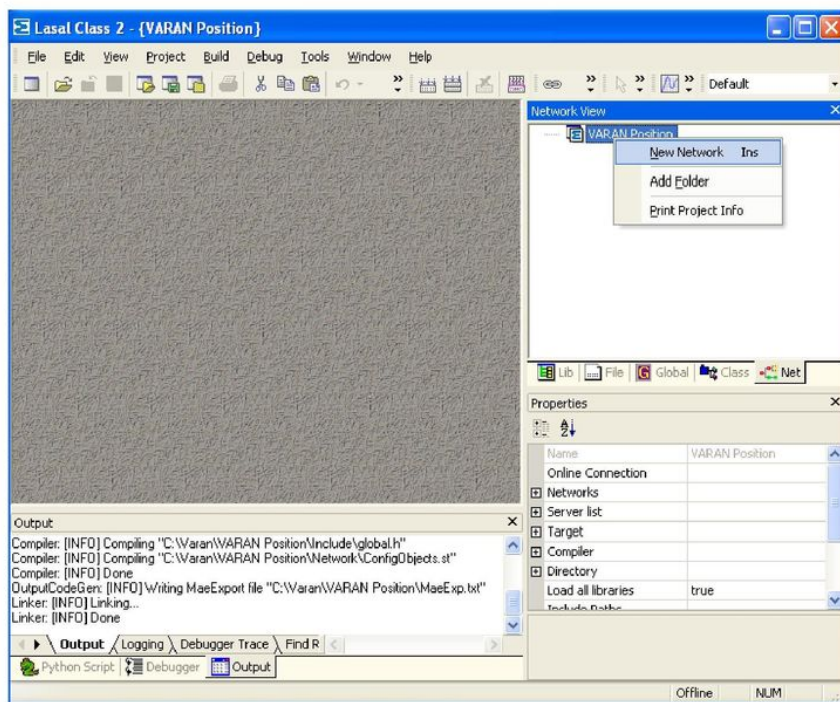 Lasal Class 2 - {VARAN Position}
File Edit View Project Build Debug Tools Window Help
Default
Network View
VARAN Position
New Network Ins
Add Folder
Print Project Info
Lib File Global Class Net
Properties
Name VARAN Position
Online Connection
Networks
Server list
Target
Compiler
Directory
Load all libraries true
Include Paths
Output
Compiler: [INFO] Compiling "C:\Varan\VARAN Position\Include\global.h"
Compiler: [INFO] Compiling "C:\Varan\VARAN Position\Network\ConfigObjects.st"
Compiler: [INFO] Done
OutputCodeGen: [INFO] Writing MaeExport file "C:\Varan\VARAN Position\MaeExp.txt"
Linker: [INFO] Linking...
Linker: [INFO] Done
Output Logging Debugger Trace Find R
Python Script Debugger Output
Offline NUM